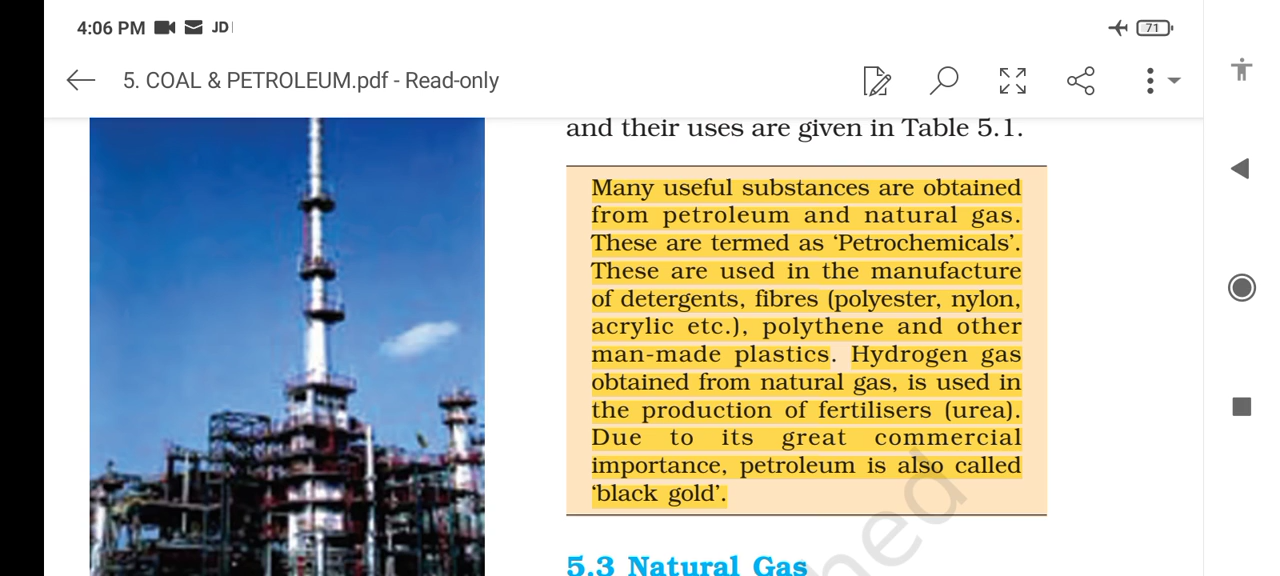 4:06 PM JD
71
5. COAL & PETROLEUM.pdf - Read-only
and their uses are given in Table 5.1.
Many useful substances are obtained
from petroleum and natural gas.
These are termed as ‘Petrochemicals’.
These are used in the manufacture
of detergents, fibres (polyester, nylon,
acrylic etc.), polythene and other
man-made plastics. Hydrogen gas
obtained from natural gas, is used in
the production of fertilisers (urea).
Due to its great commercial
importance, petroleum is also called
‘black gold’.
5.3 Natural Gas
hed